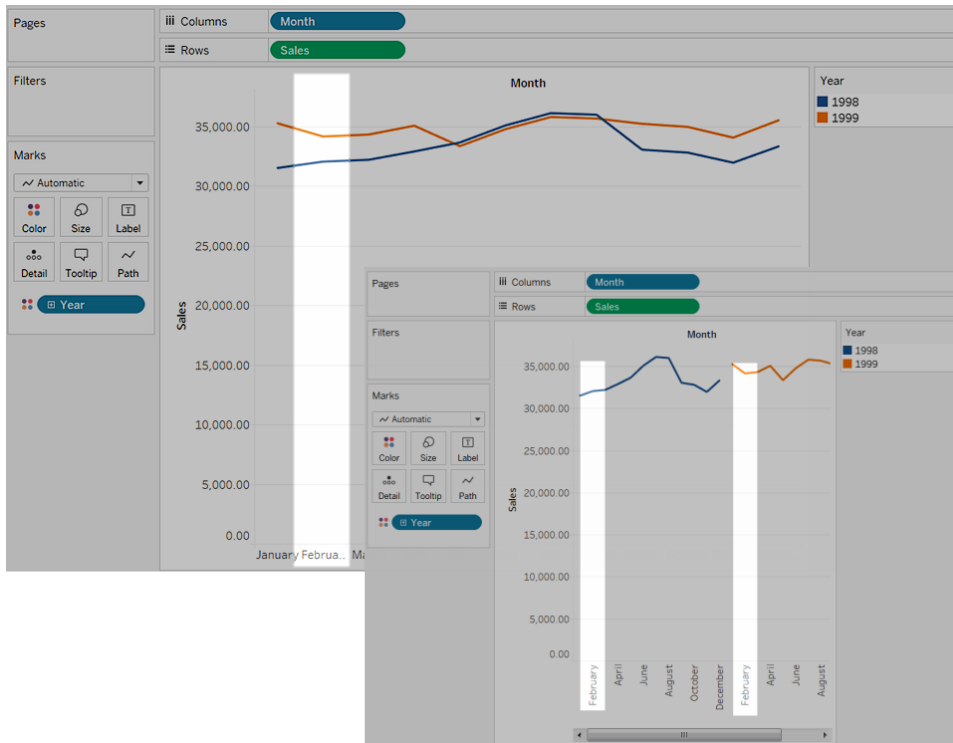 Pages
Columns Month
Rows Sales
Filters
Marks
Automatic
Color Size Label
Detail Tooltip Path
Year
Month
Year
1998
1999
Sales
35,000.00
30,000.00
25,000.00
20,000.00
15,000.00
10,000.00
5,000.00
0.00
January Februa.. Ma
Pages
Columns Month
Rows Sales
Filters
Marks
Automatic
Color Size Label
Detail Tooltip Path
Year
Month
Year
1998
1999
Sales
35,000.00
30,000.00
25,000.00
20,000.00
15,000.00
10,000.00
5,000.00
0.00
February April June August October December February April June August